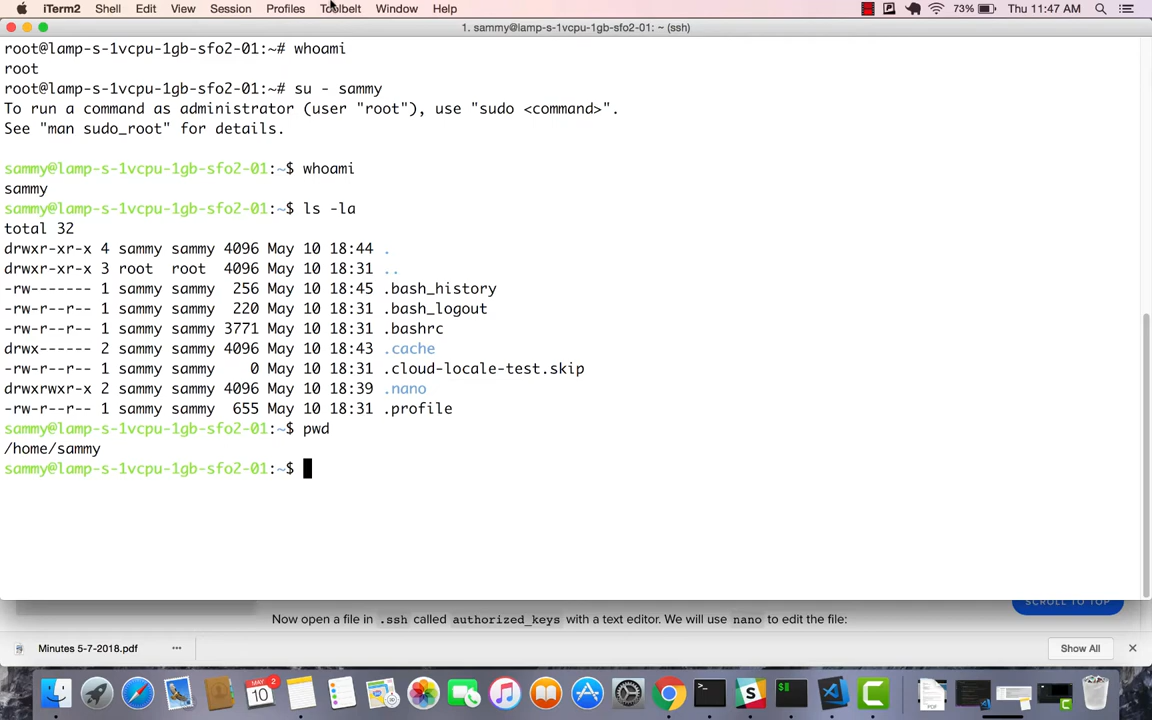 iTerm2 Shell Edit View Session Profiles Toolbelt Window Help 73% Thu 11:47 AM
1. sammy@lamp-s-1vcpu-1gb-sfo2-01: ~ (ssh)
root@lamp-s-1vcpu-1gb-sfo2-01:~# whoami
root
root@lamp-s-1vcpu-1gb-sfo2-01:~# su - sammy
To run a command as administrator (user "root"), use "sudo <command>".
See "man sudo_root" for details.
sammy@lamp-s-1vcpu-1gb-sfo2-01:~$ whoami
sammy
sammy@lamp-s-1vcpu-1gb-sfo2-01:~$ ls -la
total 32
drwxr-xr-x 4 sammy sammy 4096 May 10 18:44 .
drwxr-xr-x 3 root  root  4096 May 10 18:31 ..
-rw------- 1 sammy sammy  256 May 10 18:45 .bash_history
-rw-r--r-- 1 sammy sammy  220 May 10 18:31 .bash_logout
-rw-r--r-- 1 sammy sammy 3771 May 10 18:31 .bashrc
drwx------ 2 sammy sammy 4096 May 10 18:43 .cache
-rw-r--r-- 1 sammy sammy    0 May 10 18:31 .cloud-locale-test.skip
drwxrwxr-x 2 sammy sammy 4096 May 10 18:39 .nano
-rw-r--r-- 1 sammy sammy  655 May 10 18:31 .profile
sammy@lamp-s-1vcpu-1gb-sfo2-01:~$ pwd
/home/sammy
sammy@lamp-s-1vcpu-1gb-sfo2-01:~$
SCROLL TO TOP
Now open a file in .ssh called authorized_keys with a text editor. We will use nano to edit the file:
Minutes 5-7-2018.pdf
Show All
MAY
2
10